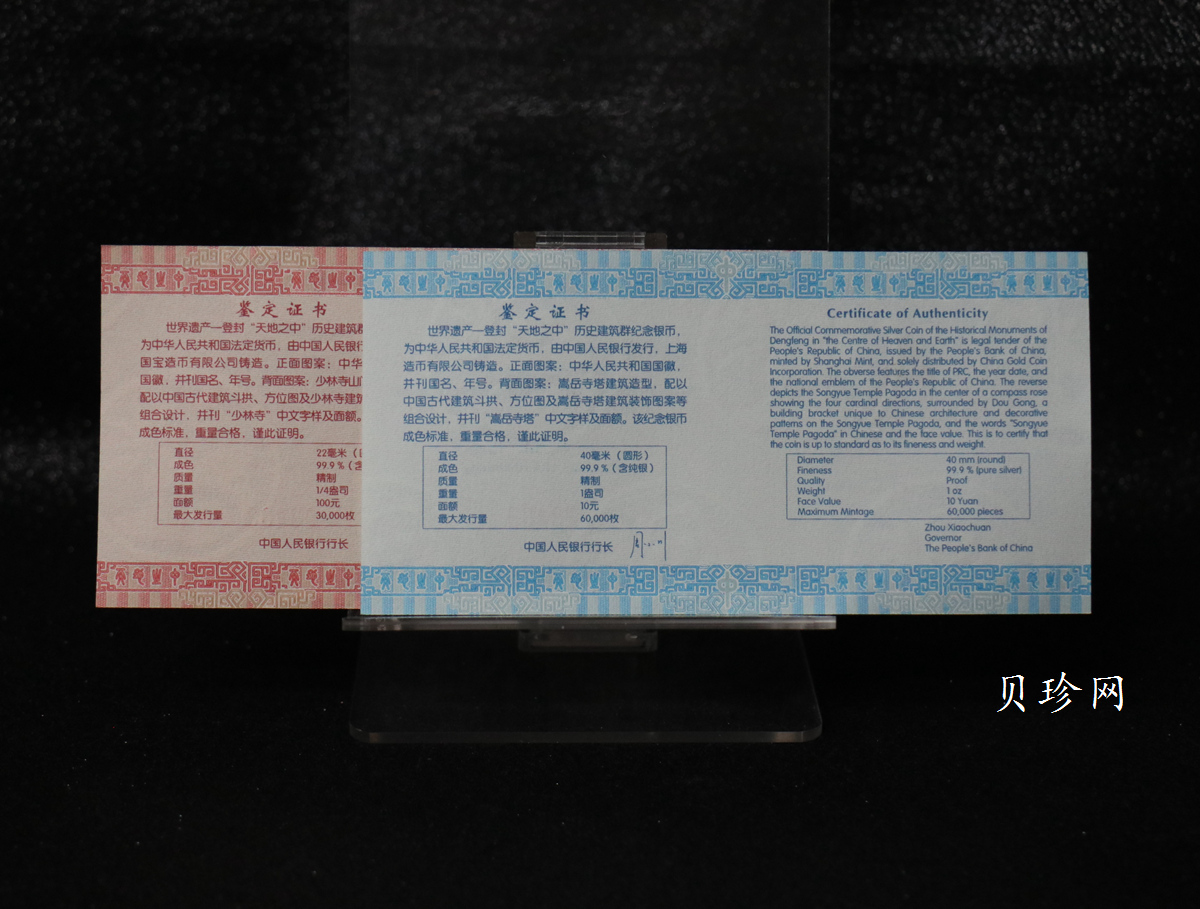 鉴定证书
世界遗产—登封“天地之中”历史建筑群
为中华人民共和国法定货币，由中国人民银行
国宝造币有限公司铸造。正面图案：中华
国徽，并刊国名、年号。背面图案：少林寺山门
配以中国古代建筑斗拱、方位图及少林寺建筑
组合设计，并刊“少林寺”中文字样及面额。
成色标准，重量合格，谨此证明。
直径 22毫米（
成色 99.9％（含
质量 精制
重量 1/4盎司
面额 100元
最大发行量 30,000枚
中国人民银行行长
鉴定证书
世界遗产—登封“天地之中”历史建筑群纪念银币，
为中华人民共和国法定货币，由中国人民银行发行，上海
造币有限公司铸造。正面图案：中华人民共和国国徽，
并刊国名、年号。背面图案：嵩岳寺塔建筑造型，配以
中国古代建筑斗拱、方位图及嵩岳寺塔建筑装饰图案等
组合设计，并刊“嵩岳寺塔”中文字样及面额。该纪念银币
成色标准，重量合格，谨此证明。
直径 40毫米（圆形）
成色 99.9％（含纯银）
质量 精制
重量 1盎司
面额 10元
最大发行量 60,000枚
中国人民银行行长
Certificate of Authenticity
The Official Commemorative Silver Coin of the Historical Monuments of
Dengfeng in "the Centre of Heaven and Earth" is legal tender of the
People's Republic of China, issued by the People's Bank of China,
minted by Shanghai Mint, and solely distributed by China Gold Coin
Incorporation. The obverse features the title of PRC, the year date, and
the national emblem of the People's Republic of China. The reverse
depicts the Songyue Temple Pagoda in the center of a compass rose
showing the four cardinal directions, surrounded by Dou Gong, a
building bracket unique to Chinese architecture and decorative
patterns on the Songyue Temple Pagoda, and the words "Songyue
Temple Pagoda" in Chinese and the face value. This is to certify that
the coin is up to standard as to its fineness and weight.
Diameter 40 mm (round)
Fineness 99.9 % (pure silver)
Quality Proof
Weight 1 oz
Face Value 10 Yuan
Maximum Mintage 60,000 pieces
Zhou Xiaochuan
Governor
The People's Bank of China
贝珍网